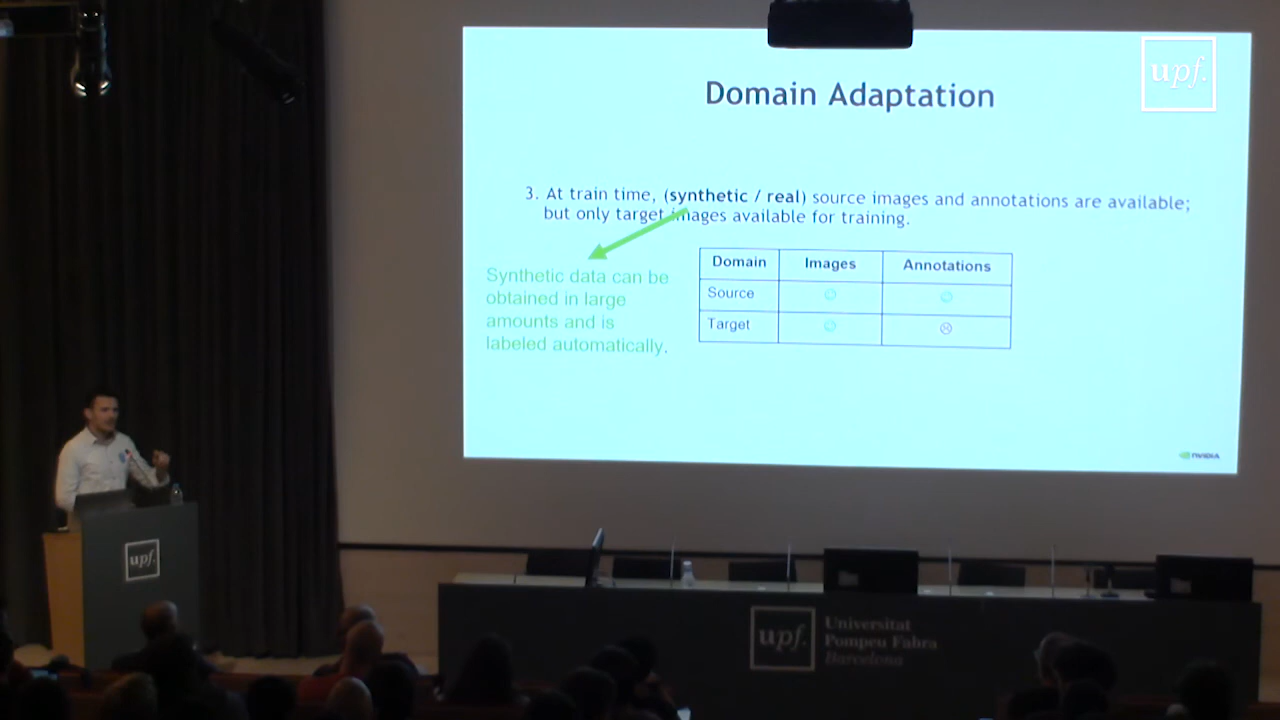 upf.
Domain Adaptation
3. At train time, (synthetic / real) source images and annotations are available;
but only target images available for training.
Synthetic data can be
obtained in large
amounts and is
labeled automatically.
Domain Images Annotations
Source
Target
NVIDIA
upf.
upf.
Universitat
Pompeu Fabra
Barcelona